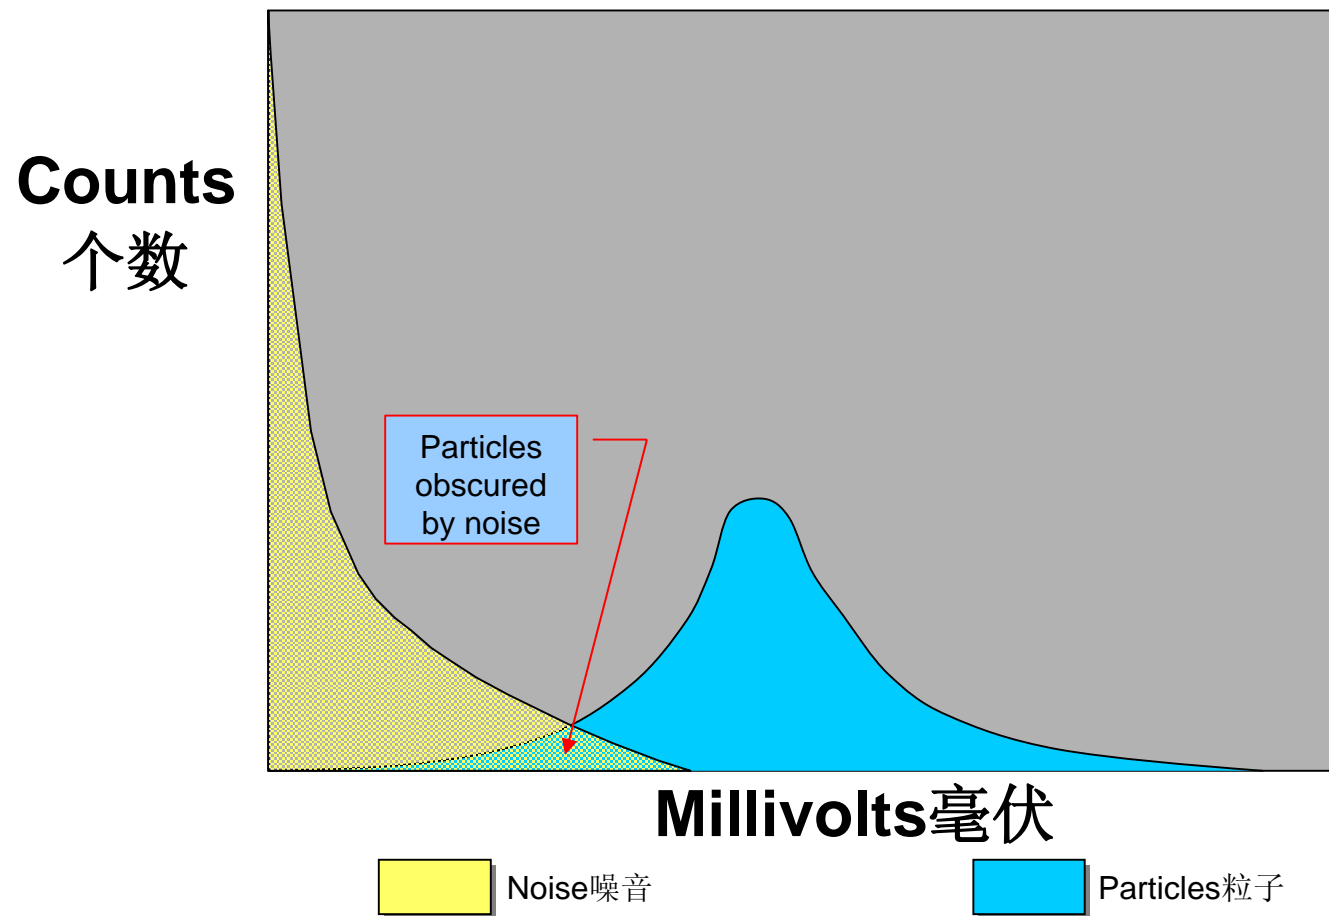 Counts
个数
Particles
obscured
by noise
Millivolts毫伏
Noise噪音
Particles粒子